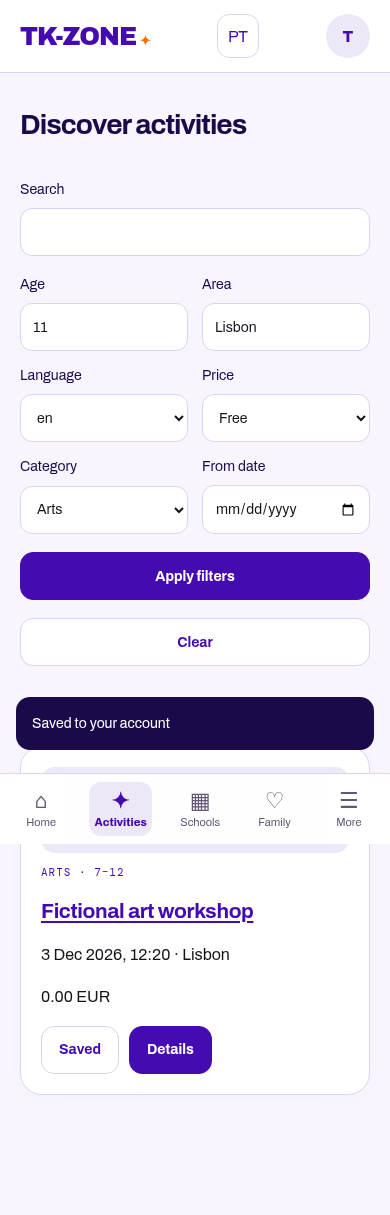 TK-ZONE
PT
T
Discover activities
Search
Age
Area
11
Lisbon
Language
Price
en
Free
Category
From date
Arts
mm/dd/yyyy
Apply filters
Clear
Saved to your account
Home
Activities
Schools
Family
More
ARTS · 7–12
Fictional art workshop
3 Dec 2026, 12:20 · Lisbon
0.00 EUR
Saved
Details